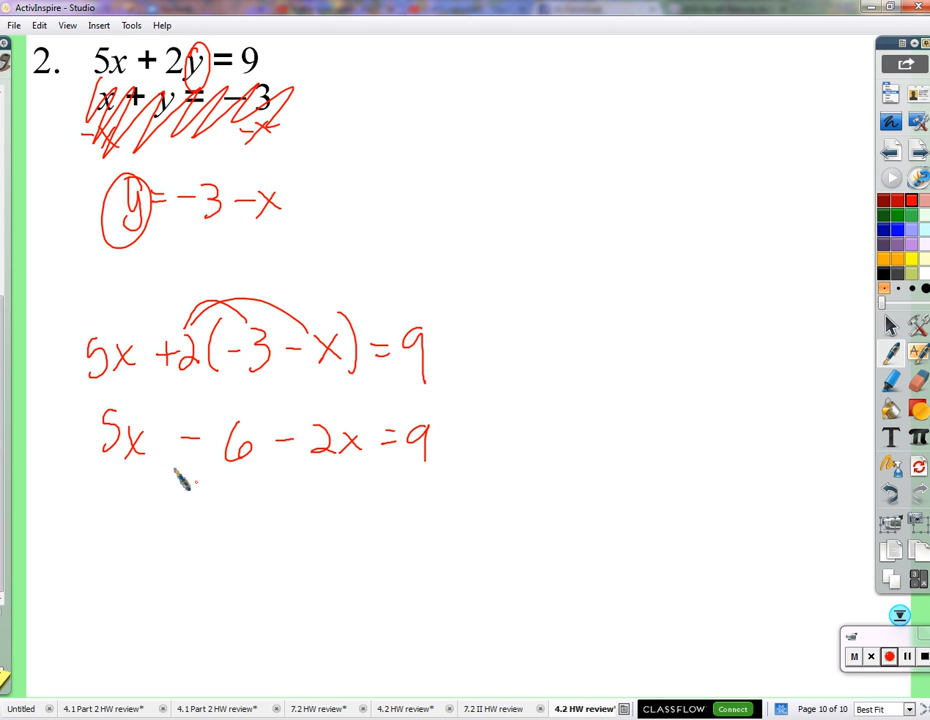 ActivInspire - Studio
File Edit View Insert Tools Help
2. 5x + 2y = 9
x + y = -3
-x -x
y = -3 - x
5x + 2(-3 - x) = 9
5x - 6 - 2x = 9
M
Untitled 4.1 Part 2 HW review* 4.1 Part 2 HW review* 7.2 HW review* 4.2 HW review* 7.2 II HW review 4.2 HW review* CLASSFLOW Connect Page 10 of 10 Best Fit